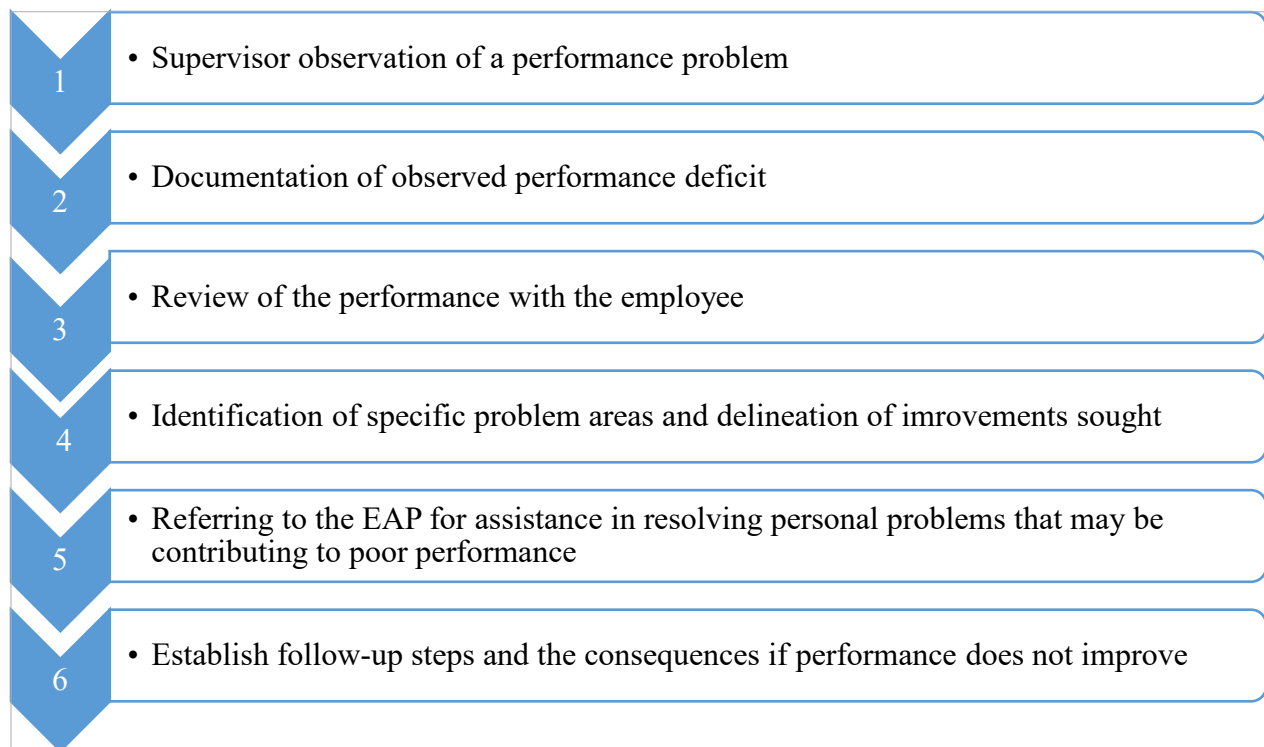 1
• Supervisor observation of a performance problem
2
• Documentation of observed performance deficit
3
• Review of the performance with the employee
4
• Identification of specific problem areas and delineation of imrovements sought
5
• Referring to the EAP for assistance in resolving personal problems that may be
contributing to poor performance
6
• Establish follow-up steps and the consequences if performance does not improve